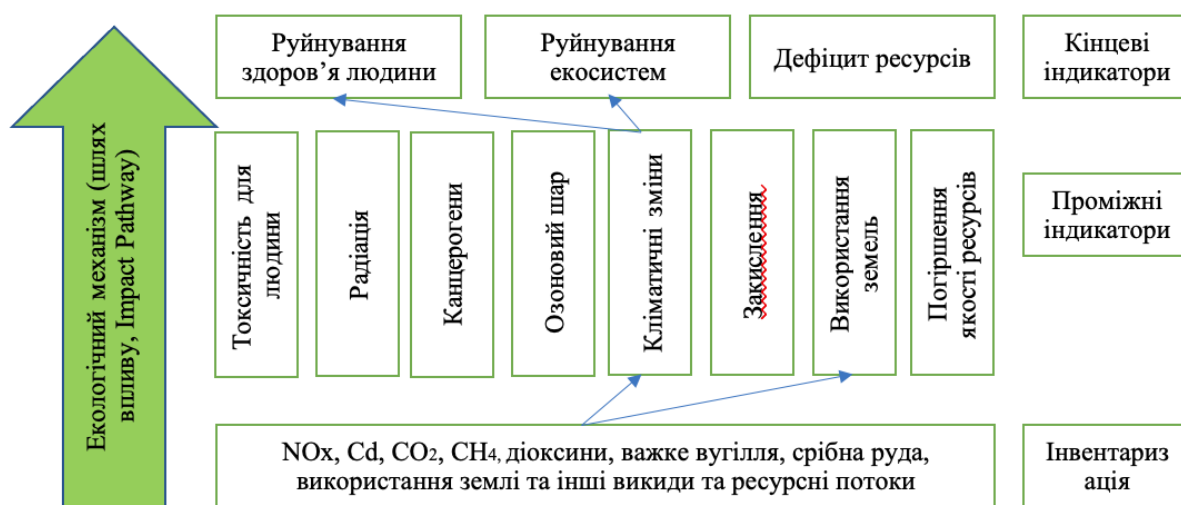 Руйнування
здоров’я людини
Руйнування
екосистем
Дефіцит ресурсів
Кінцеві
індикатори
Екологічний механізм (шлях
впливу, Impact Pathway)
Токсичність для
людини
Радіація
Канцерогени
Озоновий шар
Кліматичні зміни
Закислення
Використання
земель
Погіршення
якості ресурсів
Проміжні
індикатори
NOx, Cd, CO₂, CH₄, діоксини, важке вугілля, срібна руда,
використання землі та інші викиди та ресурсні потоки
Інвентариз
ація